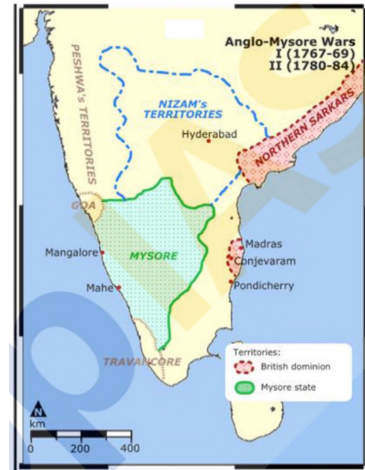 Anglo-Mysore Wars
I (1767-69)
II (1780-84)
PESHWA's TERRITORIES
NIZAM's
TERRITORIES
Hyderabad
NORTHERN SARKARS
GOA
Mangalore
MYSORE
Madras
Conjevaram
Mahe
Pondicherry
TRAVANCORE
Territories:
British dominion
Mysore state
N
km
0 200 400